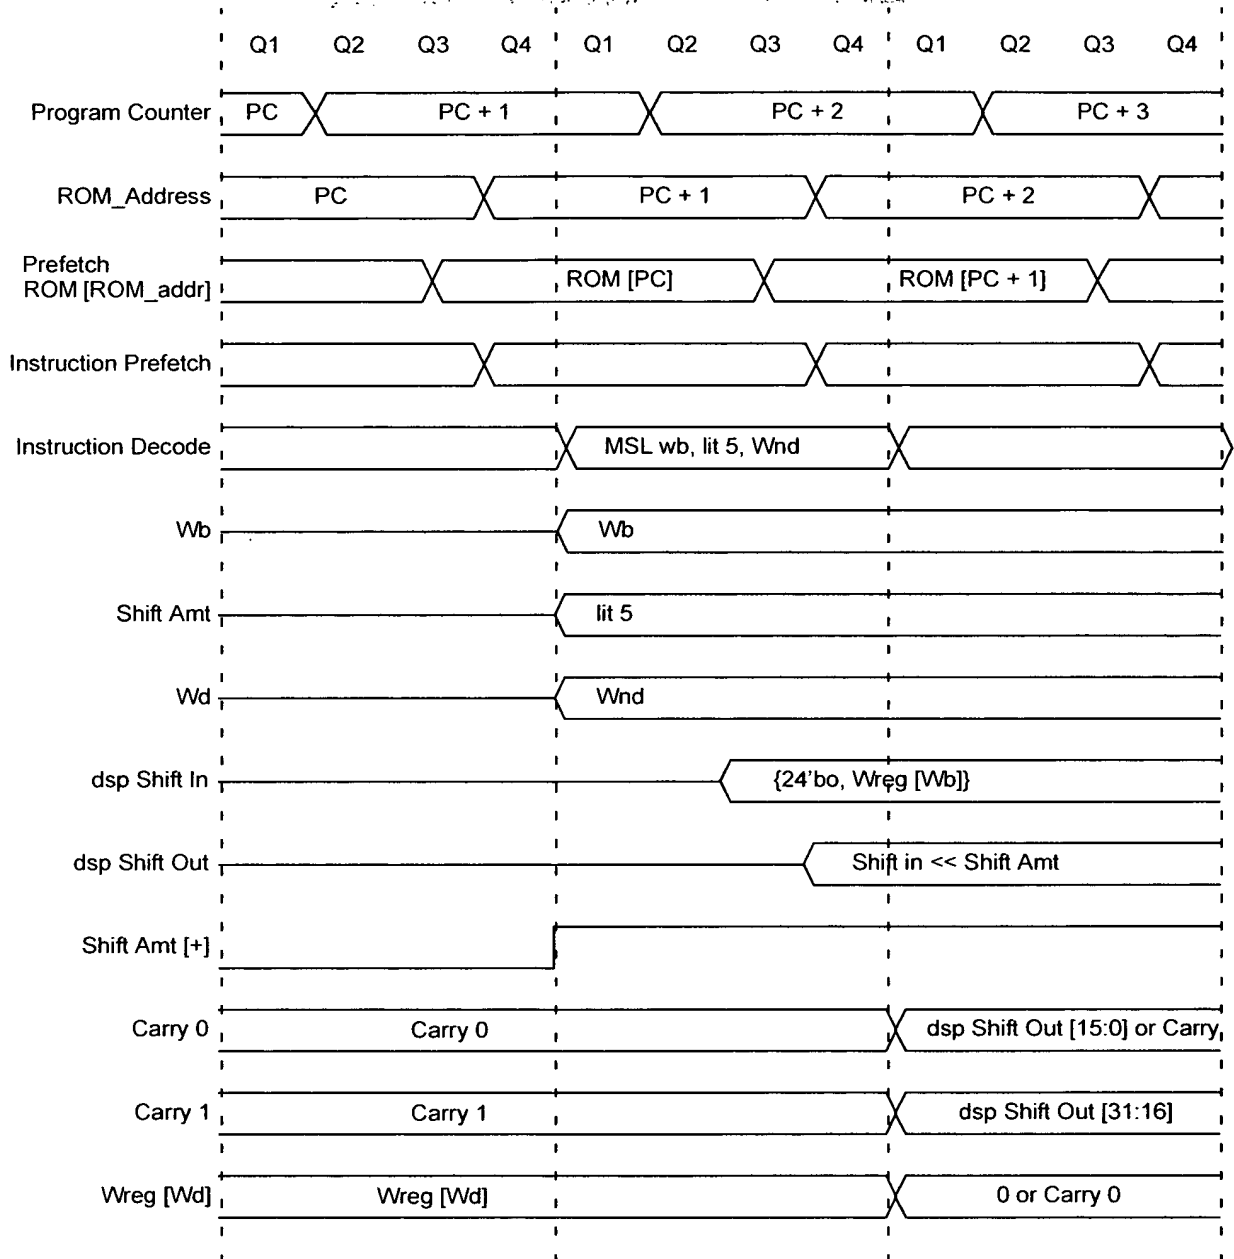 Q1 Q2 Q3 Q4 Q1 Q2 Q3 Q4 Q1 Q2 Q3 Q4
Program Counter PC PC + 1 PC + 2 PC + 3
ROM_Address PC PC + 1 PC + 2
Prefetch
ROM [ROM_addr] ROM [PC] ROM [PC + 1]
Instruction Prefetch
Instruction Decode MSL wb, lit 5, Wnd
Wb Wb
Shift Amt lit 5
Wd Wnd
dsp Shift In {24'bo, Wreg [Wb]}
dsp Shift Out Shift in << Shift Amt
Shift Amt [+]
Carry 0 Carry 0 dsp Shift Out [15:0] or Carry
Carry 1 Carry 1 dsp Shift Out [31:16]
Wreg [Wd] Wreg [Wd] 0 or Carry 0